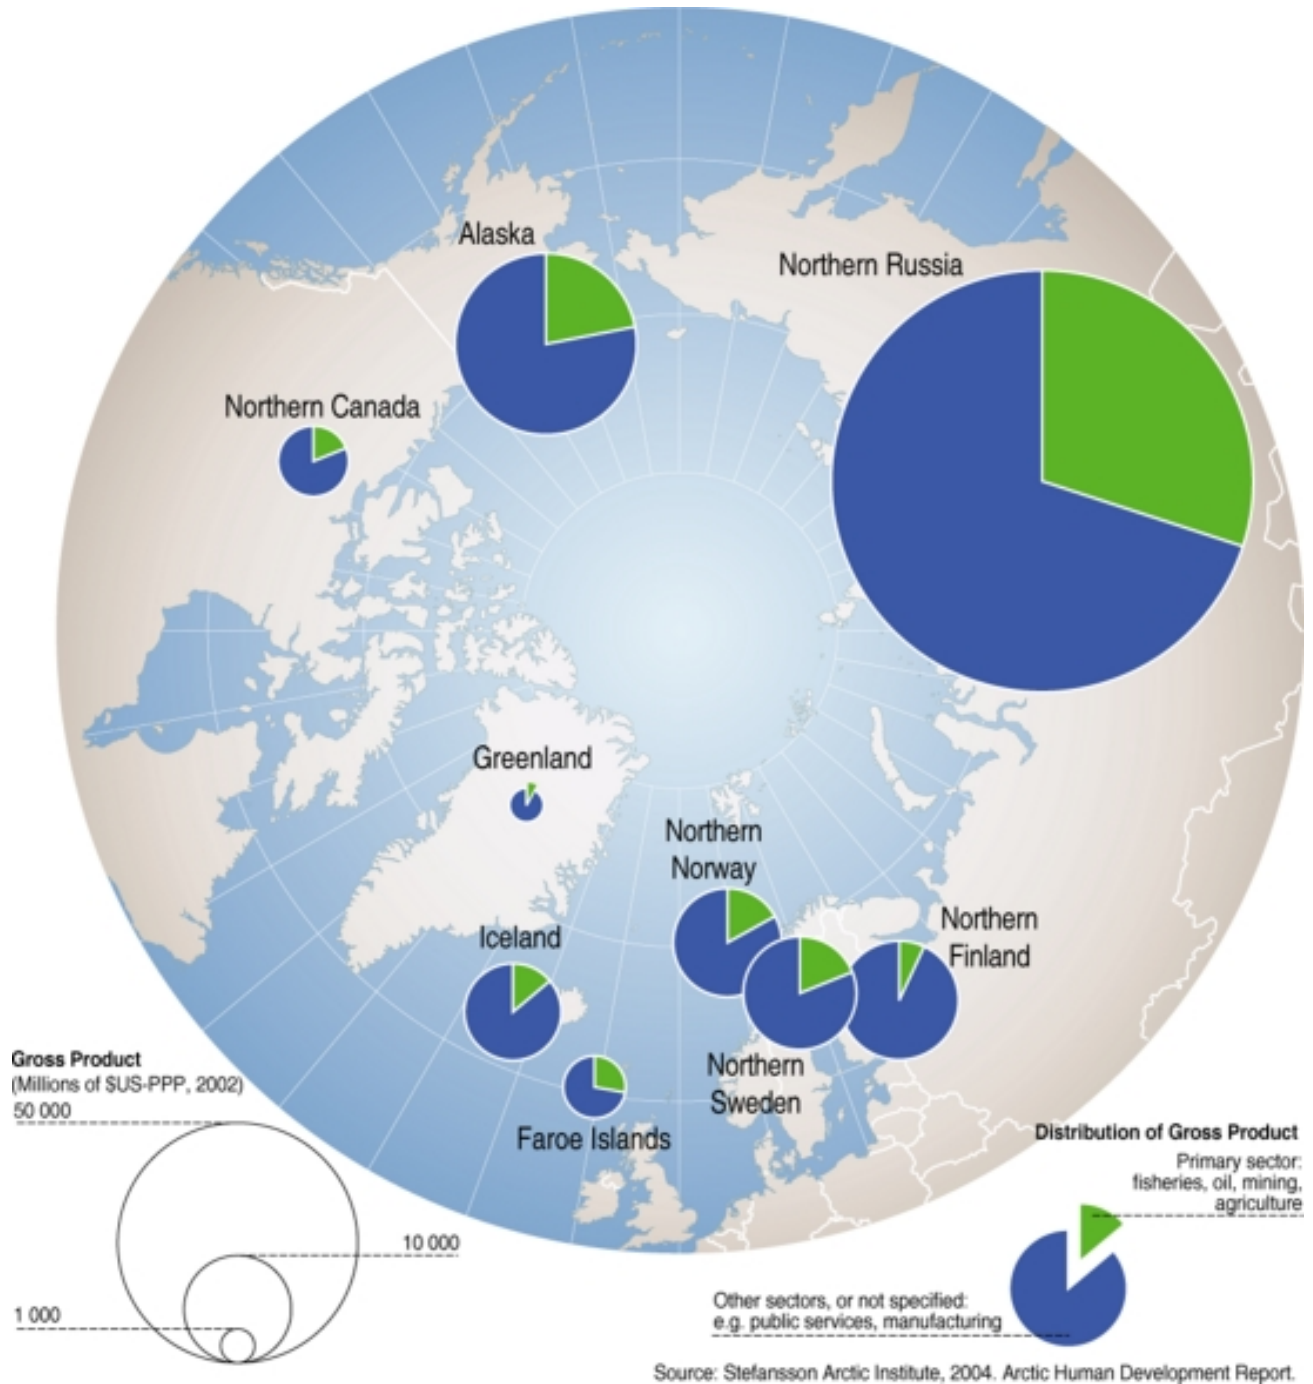 Alaska
Northern Russia
Northern Canada
Greenland
Northern
Norway
Northern
Finland
Iceland
Northern
Sweden
Faroe Islands
Gross Product
(Millions of $US-PPP, 2002)
50 000
10 000
1 000
Distribution of Gross Product
Primary sector:
fisheries, oil, mining,
agriculture
Other sectors, or not specified:
e.g. public services, manufacturing
Source: Stefansson Arctic Institute, 2004. Arctic Human Development Report.